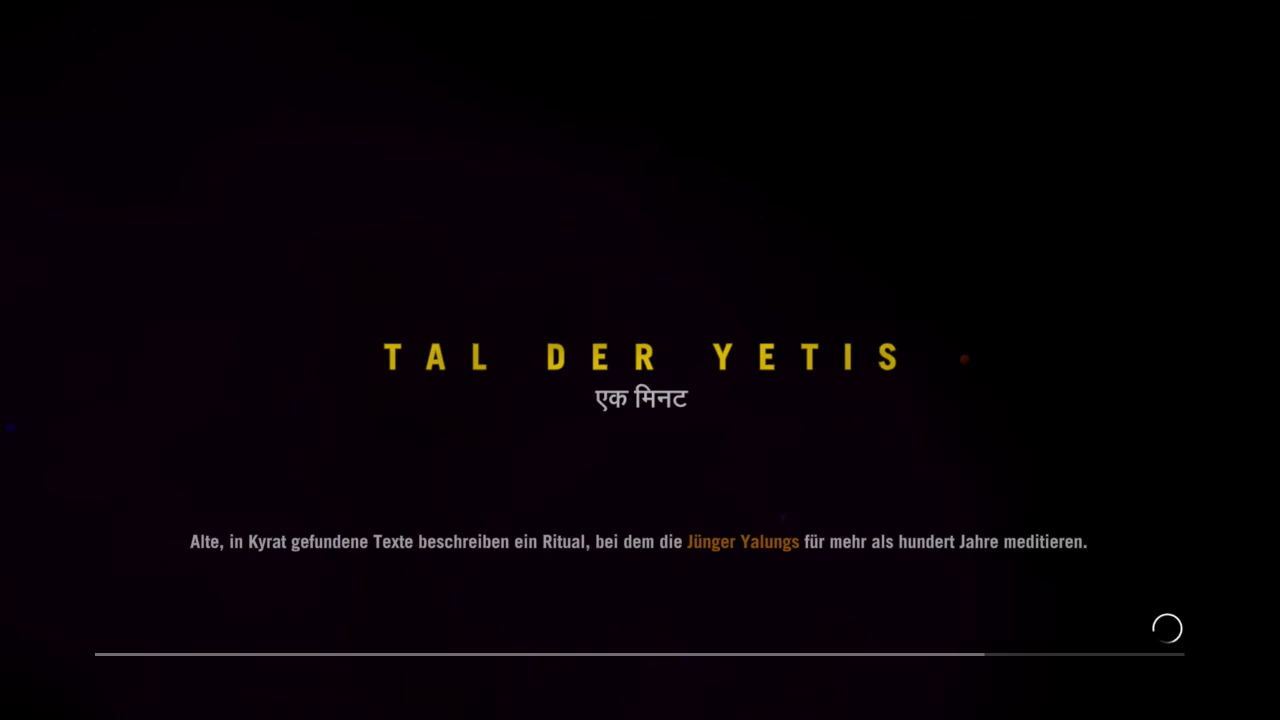 TAL DER YETIS
एक मिनट
Alte, in Kyrat gefundene Texte beschreiben ein Ritual, bei dem die Jünger Yalungs für mehr als hundert Jahre meditieren.